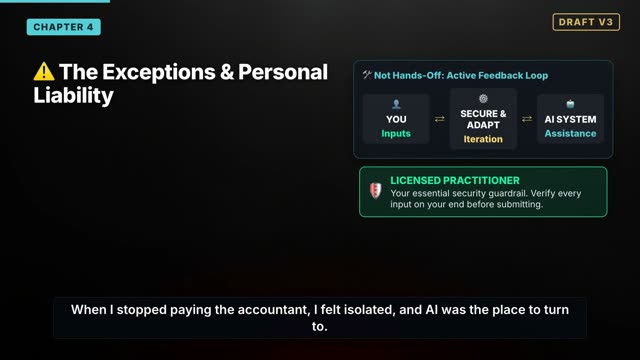 CHAPTER 4
DRAFT V3
⚠️ The Exceptions & Personal
Liability
🛠️ Not Hands-Off: Active Feedback Loop
YOU
Inputs
⇄
SECURE &
ADAPT
Iteration
⇄
AI SYSTEM
Assistance
LICENSED PRACTITIONER
Your essential security guardrail. Verify every
input on your end before submitting.
When I stopped paying the accountant, I felt isolated, and AI was the place to turn
to.